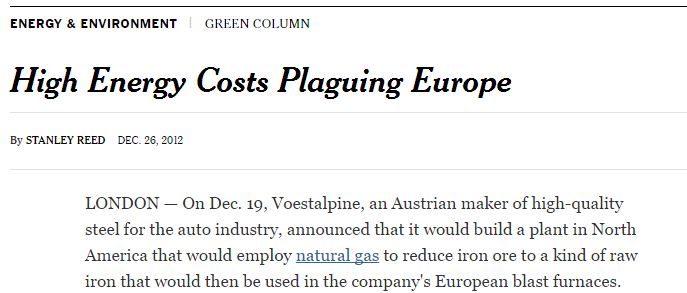 ENERGY & ENVIRONMENT | GREEN COLUMN
High Energy Costs Plaguing Europe
By STANLEY REED DEC. 26, 2012
LONDON — On Dec. 19, Voestalpine, an Austrian maker of high-quality
steel for the auto industry, announced that it would build a plant in North
America that would employ natural gas to reduce iron ore to a kind of raw
iron that would then be used in the company's European blast furnaces.